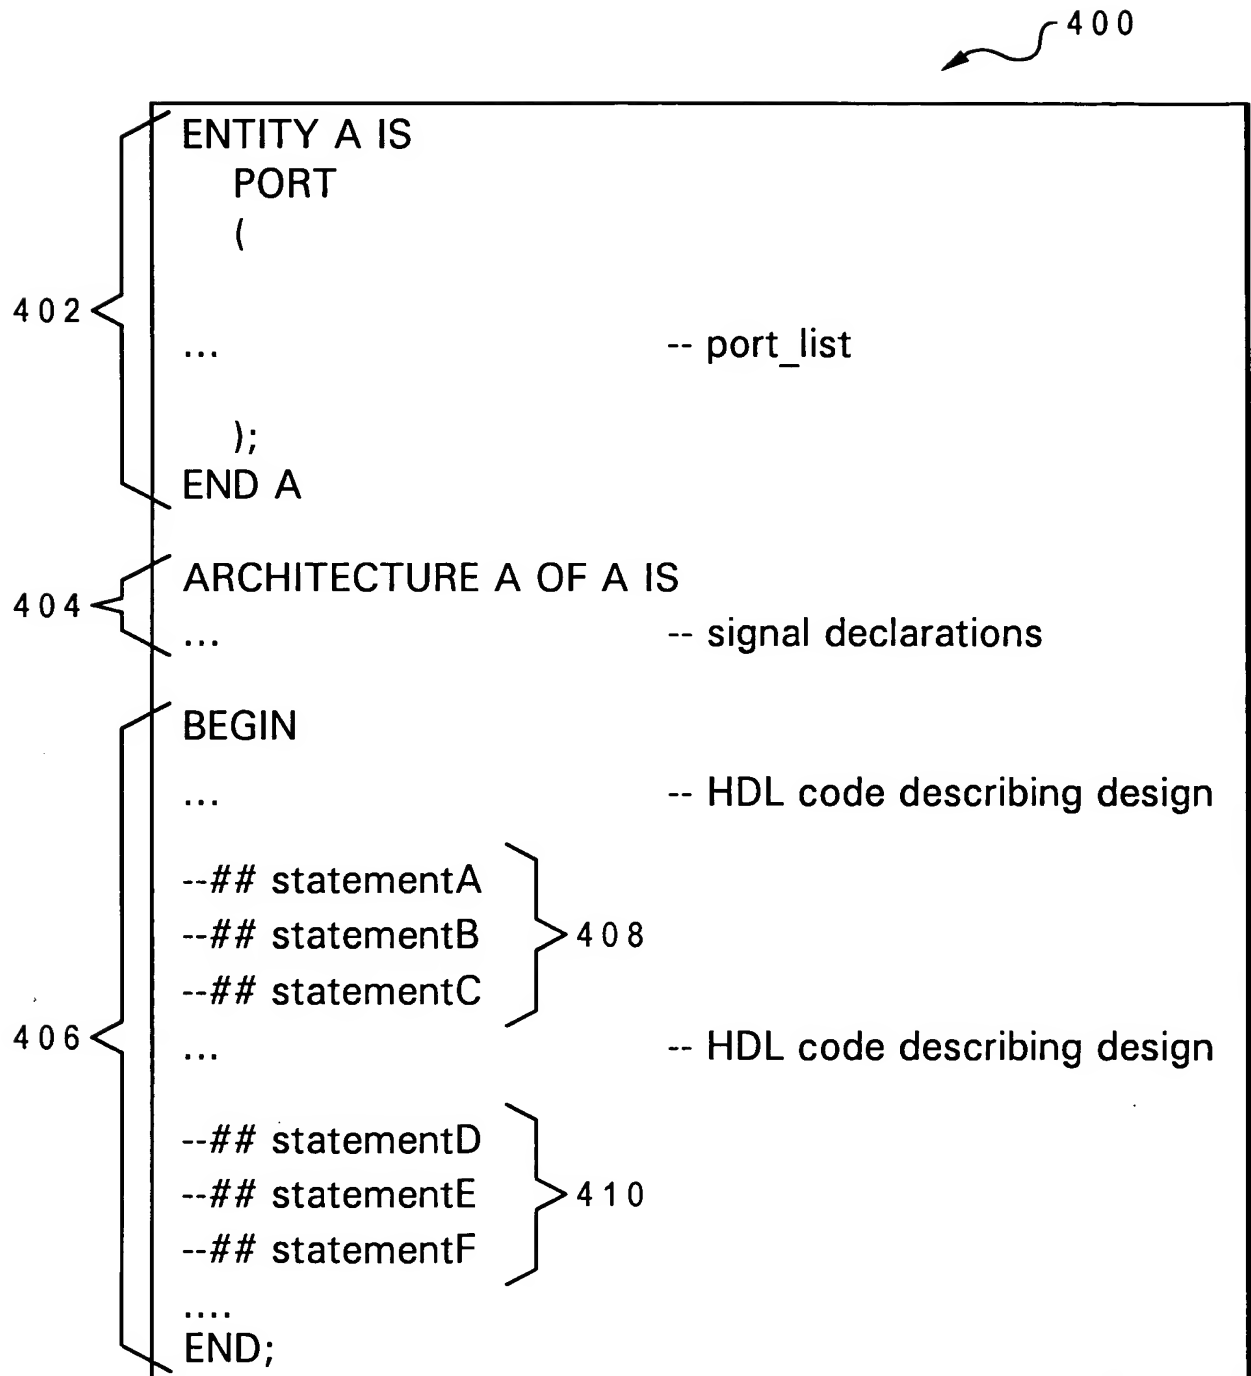 400
ENTITY A IS
PORT
(
402
... -- port_list
);
END A
ARCHITECTURE A OF A IS
404
... -- signal declarations
BEGIN
... -- HDL code describing design
--## statementA
--## statementB 408
--## statementC
406
... -- HDL code describing design
--## statementD
--## statementE 410
--## statementF
....
END;